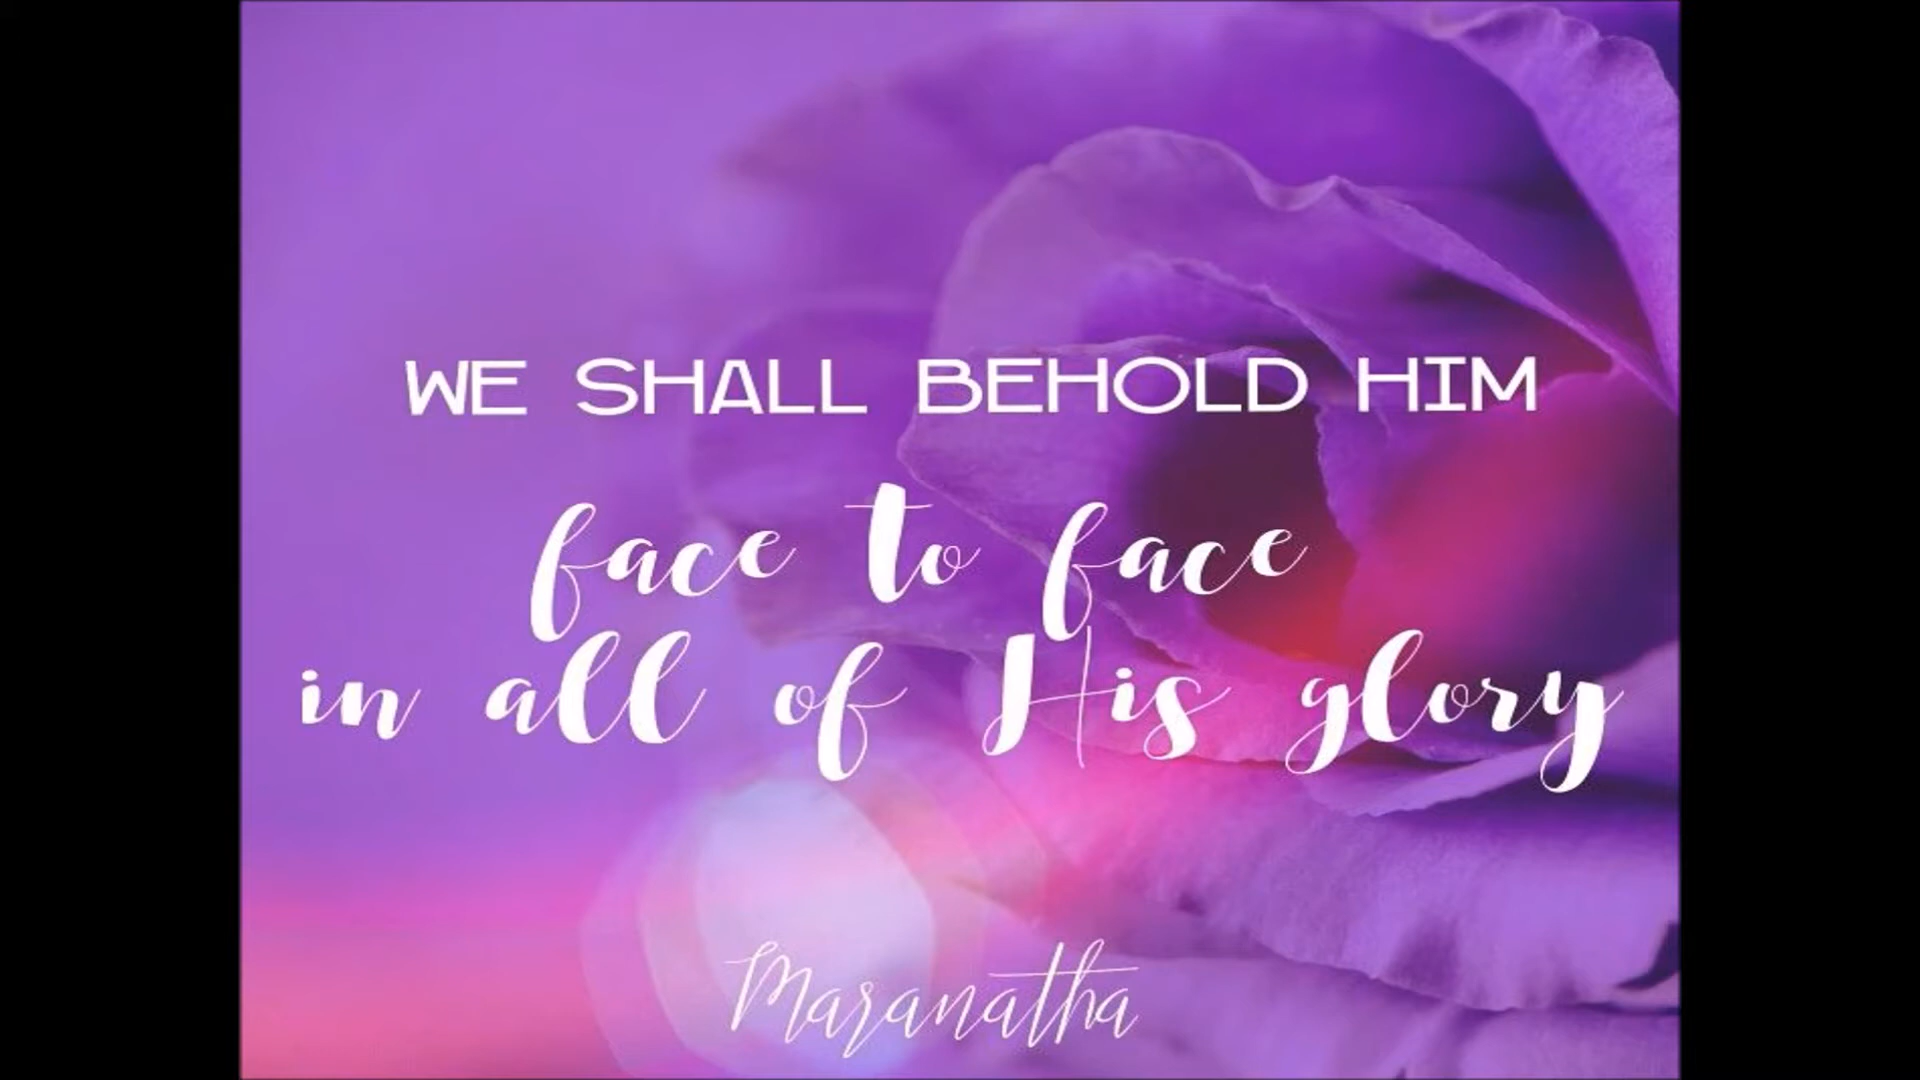 WE SHALL BEHOLD HIM
face to face
in all of His glory
Maranatha